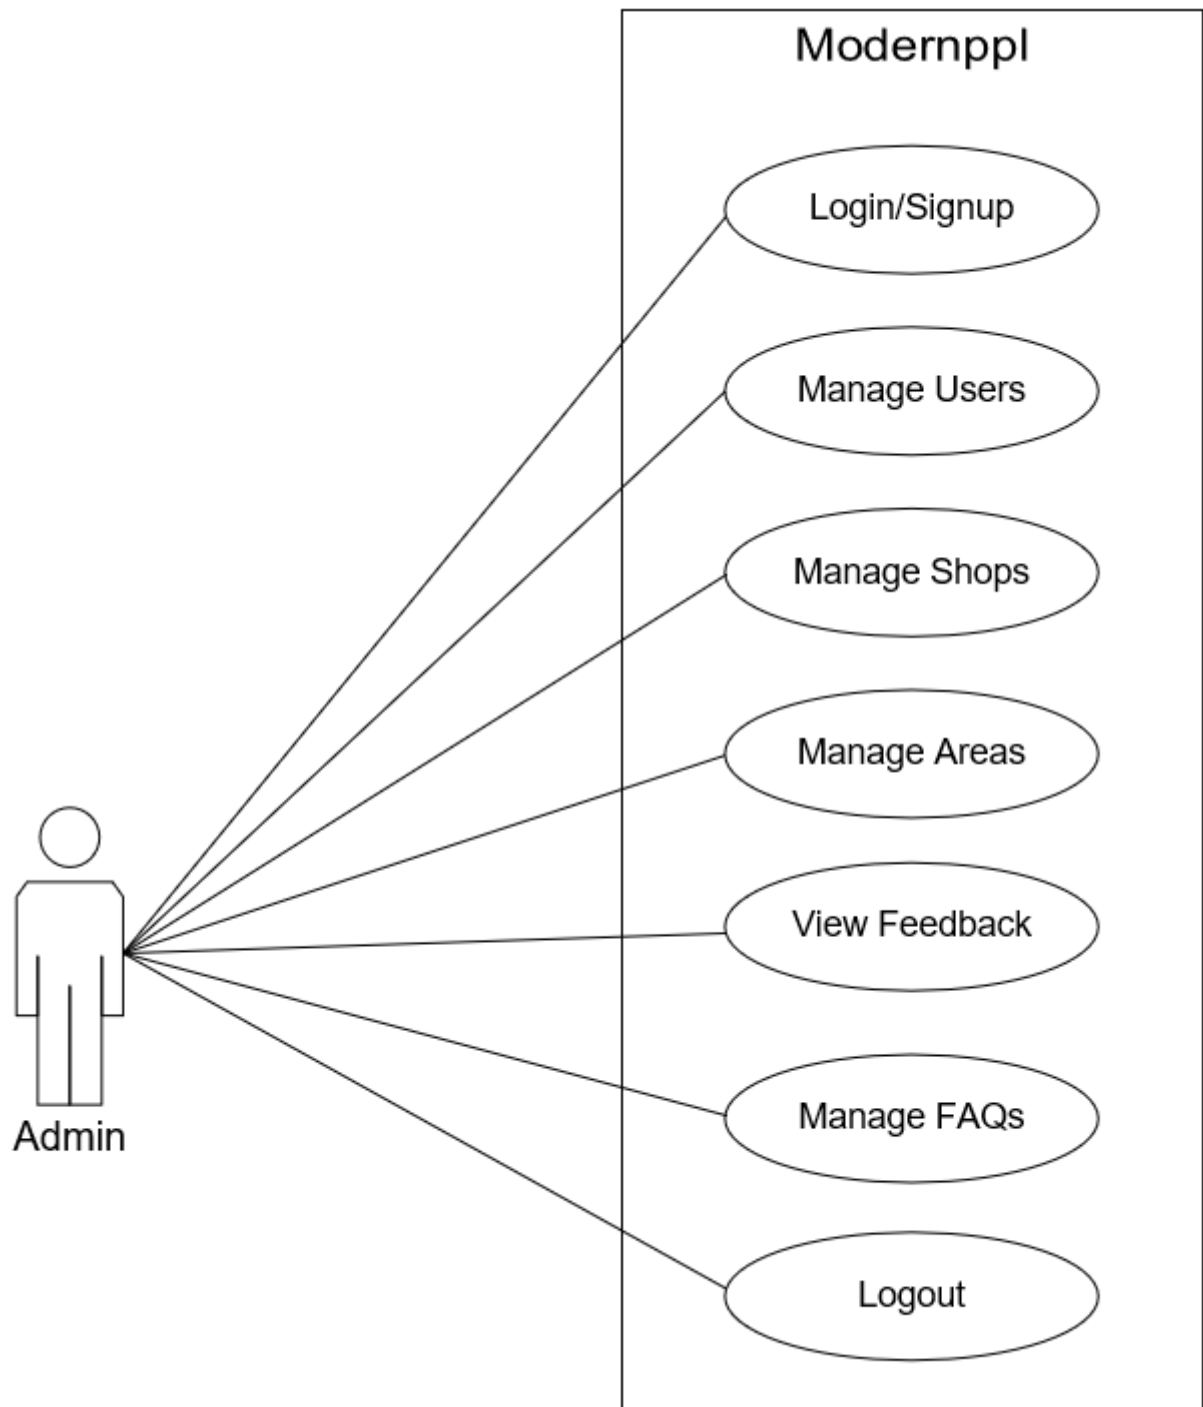 Modernppl
Login/Signup
Manage Users
Manage Shops
Manage Areas
View Feedback
Manage FAQs
Admin
Logout